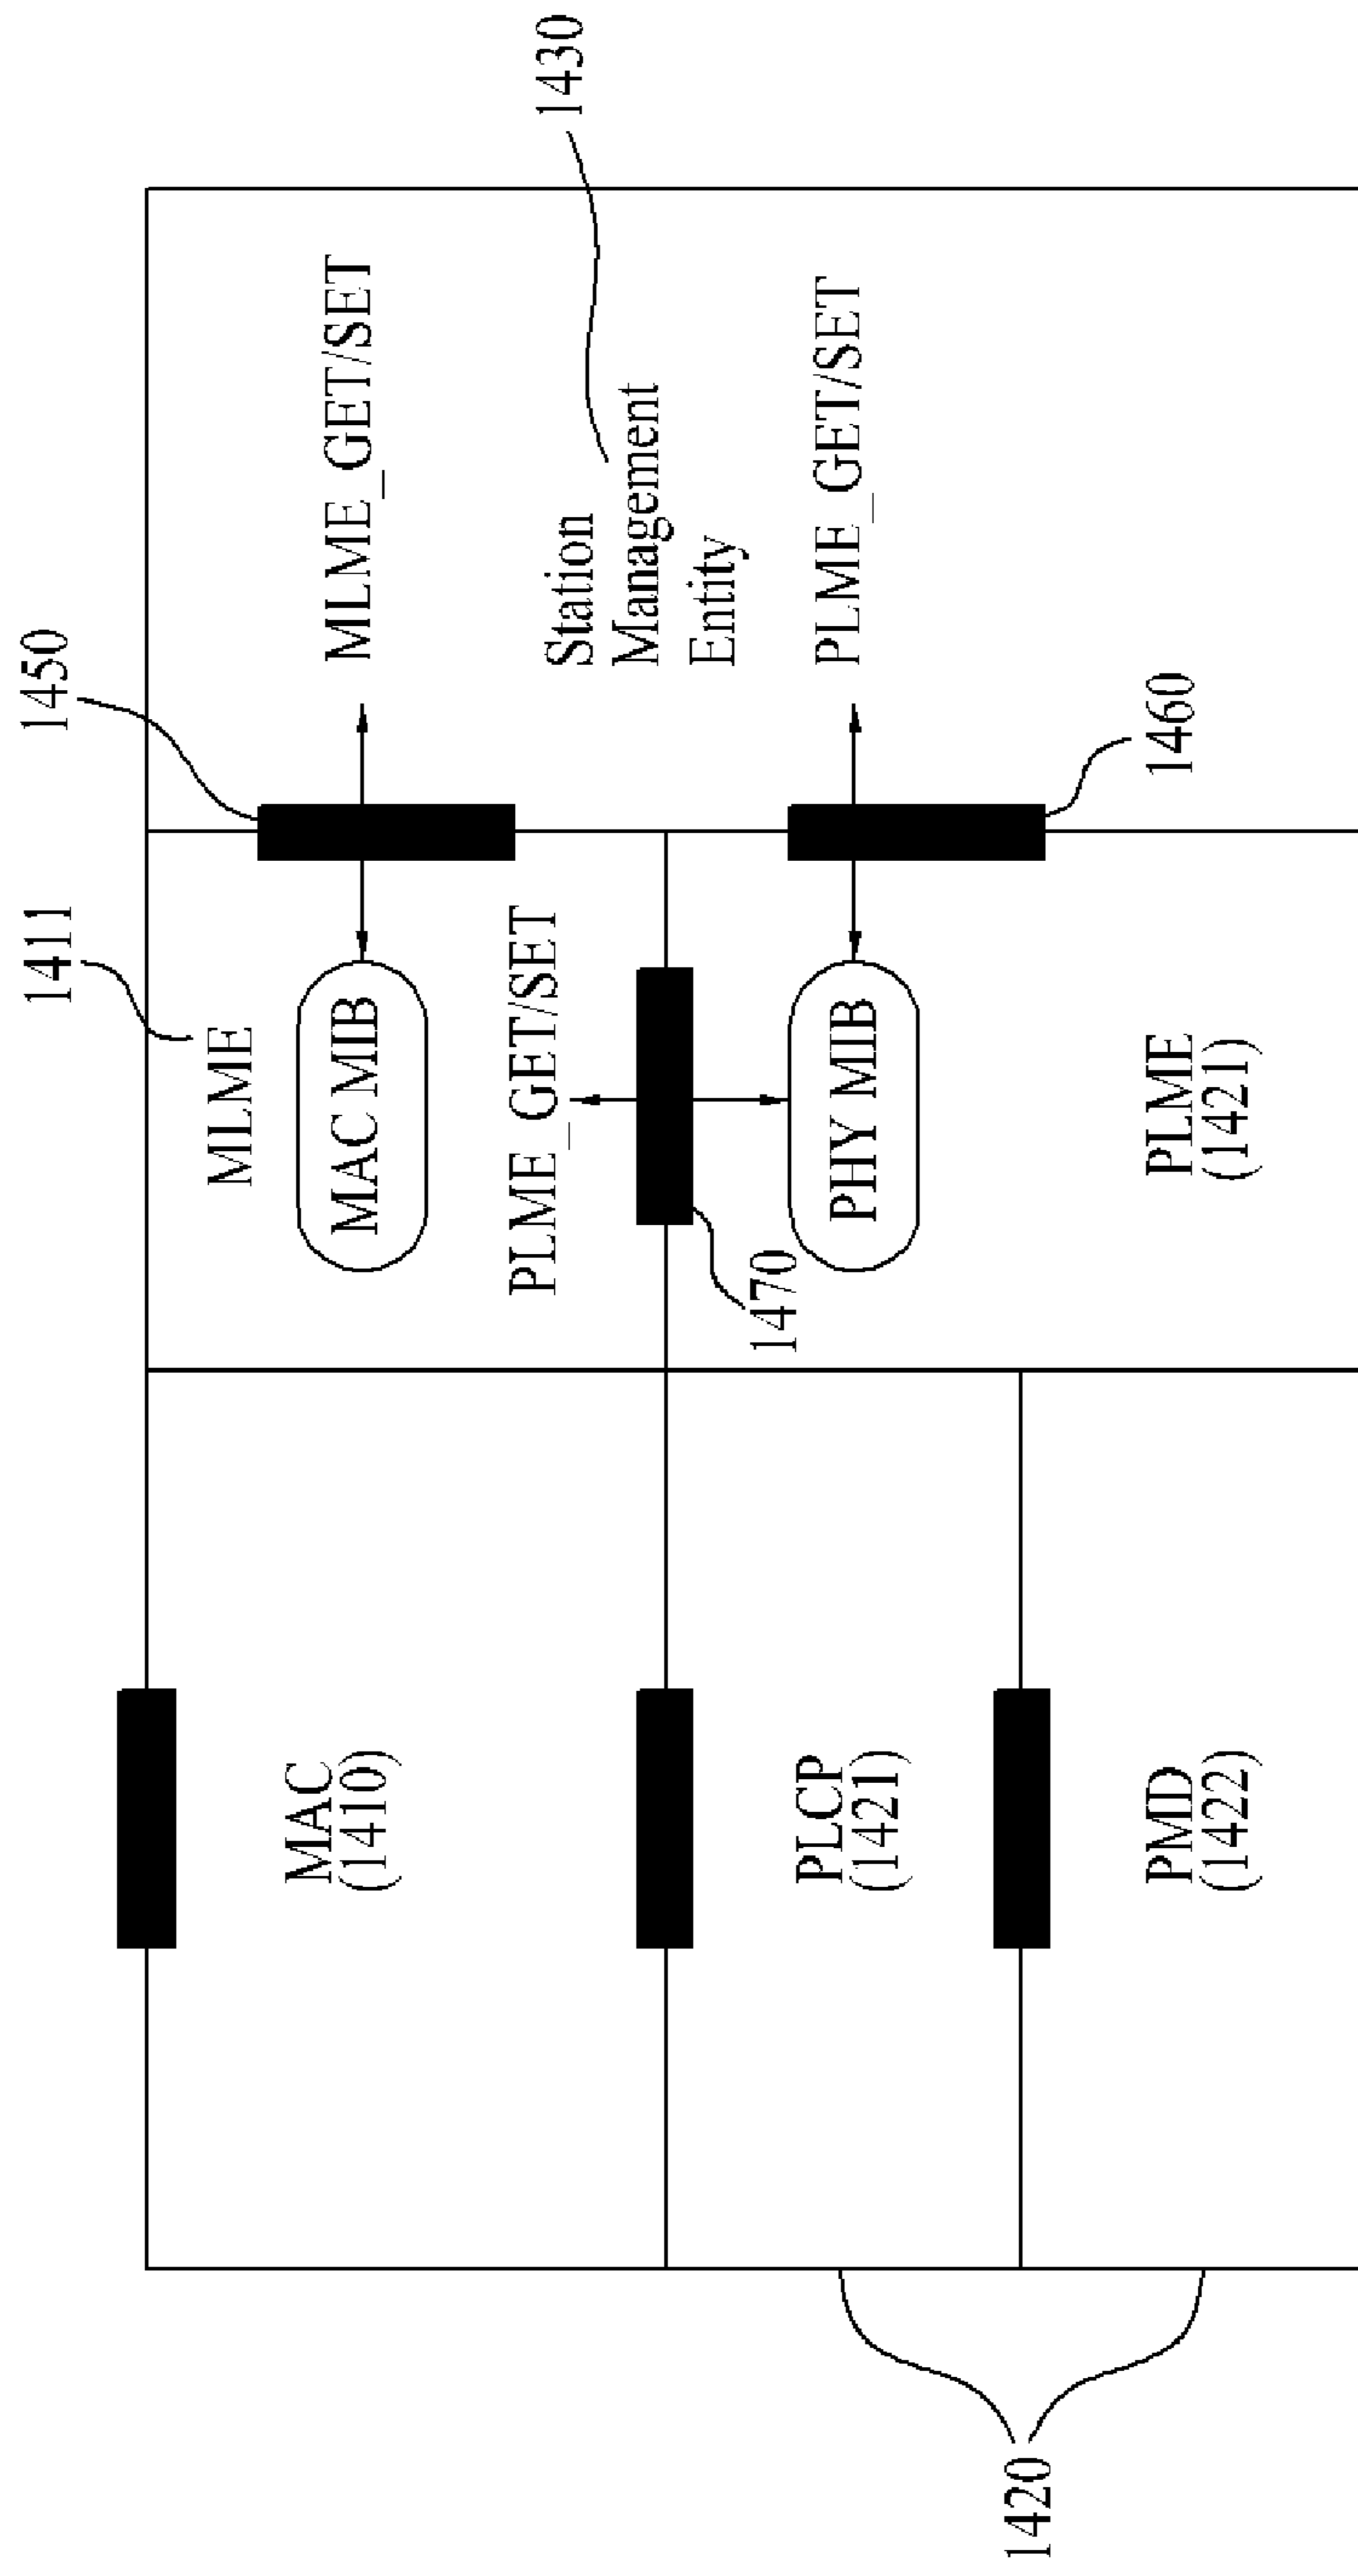 MAC
(1410)
PLCP
(1421)
PMD
(1422)
1420
MLME
1411
MAC MIB
PLME_GET/SET
1470
PHY MIB
PLME
(1421)
1450
MLME_GET/SET
Station
Management
Entity
1430
PLME_GET/SET
1460